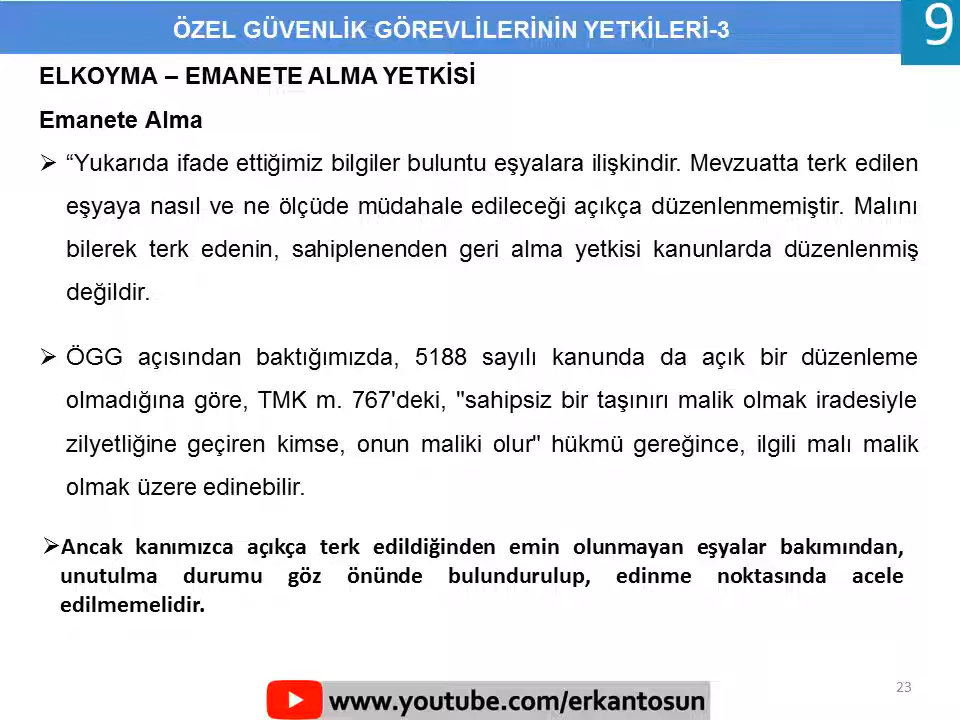 ÖZEL GÜVENLİK GÖREVLİLERİNİN YETKİLERİ-3
9
ELKOYMA – EMANETE ALMA YETKİSİ
Emanete Alma
➢ “Yukarıda ifade ettiğimiz bilgiler buluntu eşyalara ilişkindir. Mevzuatta terk edilen
eşyaya nasıl ve ne ölçüde müdahale edileceği açıkça düzenlenmemiştir. Malını
bilerek terk edenin, sahiplenenden geri alma yetkisi kanunlarda düzenlenmiş
değildir.
➢ ÖGG açısından baktığımızda, 5188 sayılı kanunda da açık bir düzenleme
olmadığına göre, TMK m. 767'deki, "sahipsiz bir taşınırı malik olmak iradesiyle
zilyetliğine geçiren kimse, onun maliki olur" hükmü gereğince, ilgili malı malik
olmak üzere edinebilir.
➢Ancak kanımızca açıkça terk edildiğinden emin olunmayan eşyalar bakımından,
unutulma durumu göz önünde bulundurulup, edinme noktasında acele
edilmemelidir.
23
www.youtube.com/erkantosun